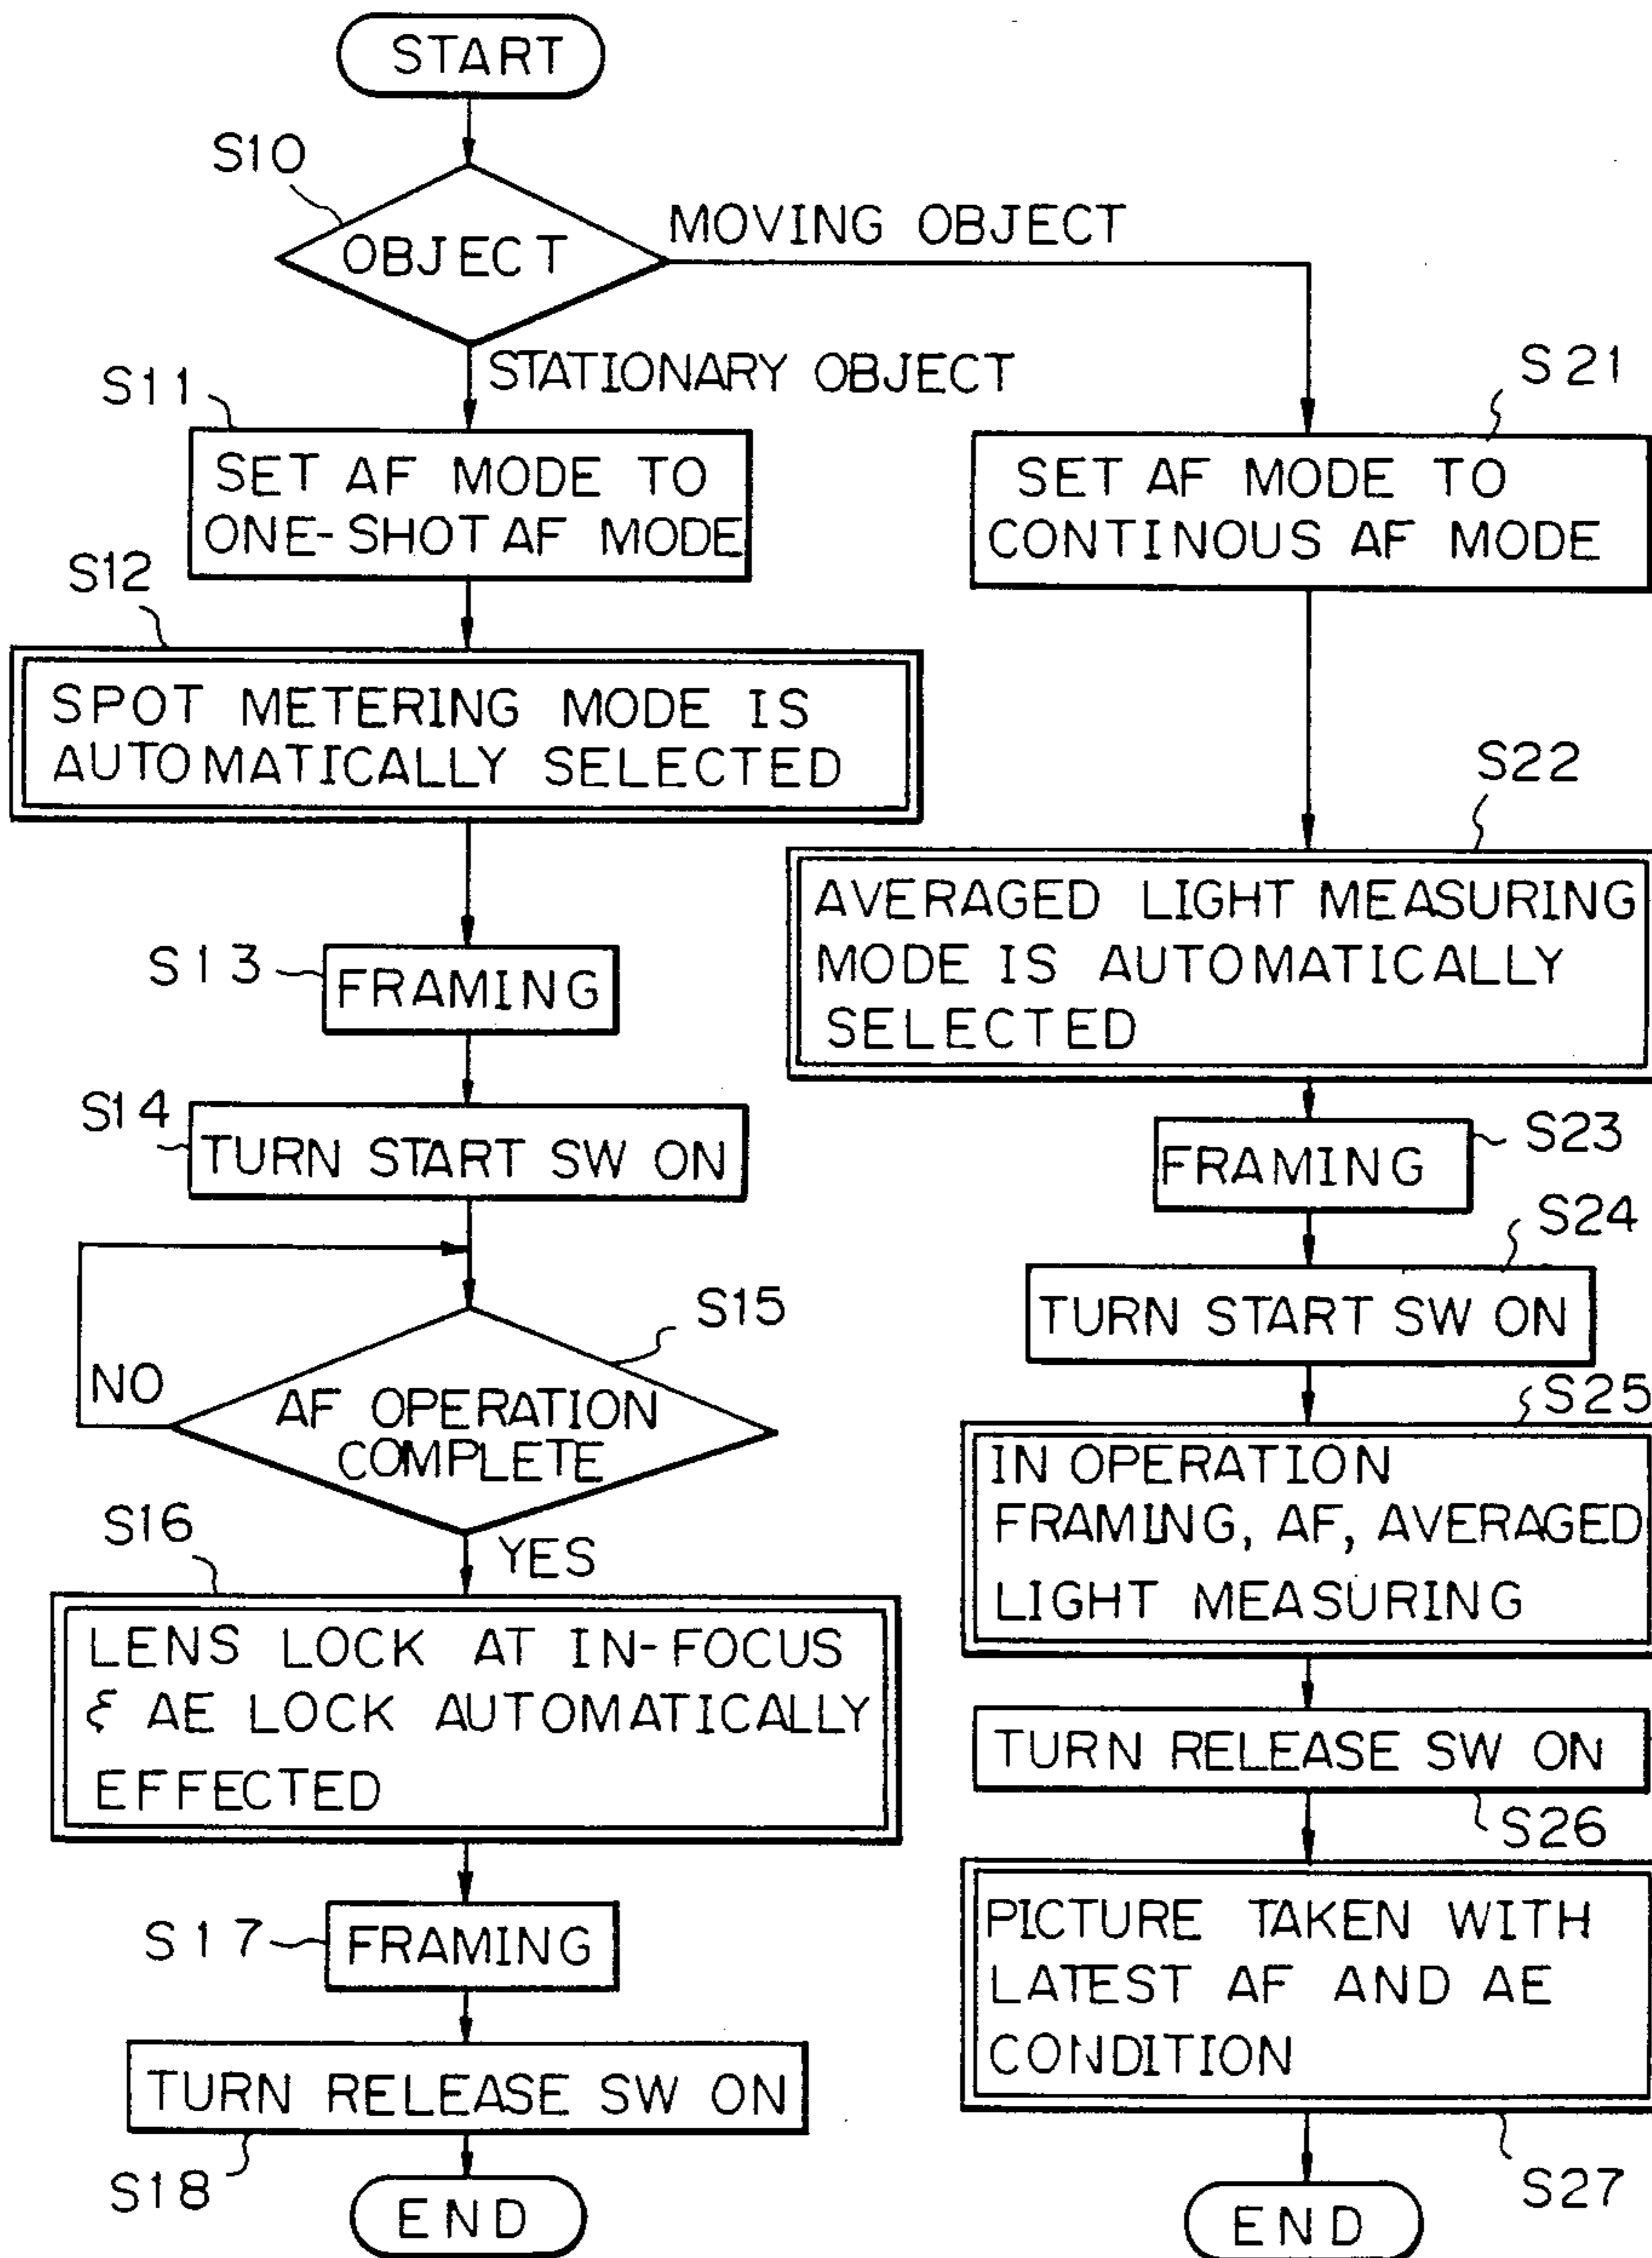 START
S10
OBJECT
MOVING OBJECT
STATIONARY OBJECT
S11
SET AF MODE TO
ONE-SHOT AF MODE
S12
SPOT METERING MODE IS
AUTOMATICALLY SELECTED
S13
FRAMING
S14
TURN START SW ON
S15
NO
AF OPERATION
COMPLETE
YES
S16
LENS LOCK AT IN-FOCUS
& AE LOCK AUTOMATICALLY
EFFECTED
S17
FRAMING
TURN RELEASE SW ON
S18
END
S21
SET AF MODE TO
CONTINOUS AF MODE
S22
AVERAGED LIGHT MEASURING
MODE IS AUTOMATICALLY
SELECTED
S23
FRAMING
S24
TURN START SW ON
S25
IN OPERATION
FRAMING, AF, AVERAGED
LIGHT MEASURING
TURN RELEASE SW ON
S26
PICTURE TAKEN WITH
LATEST AF AND AE
CONDITION
S27
END